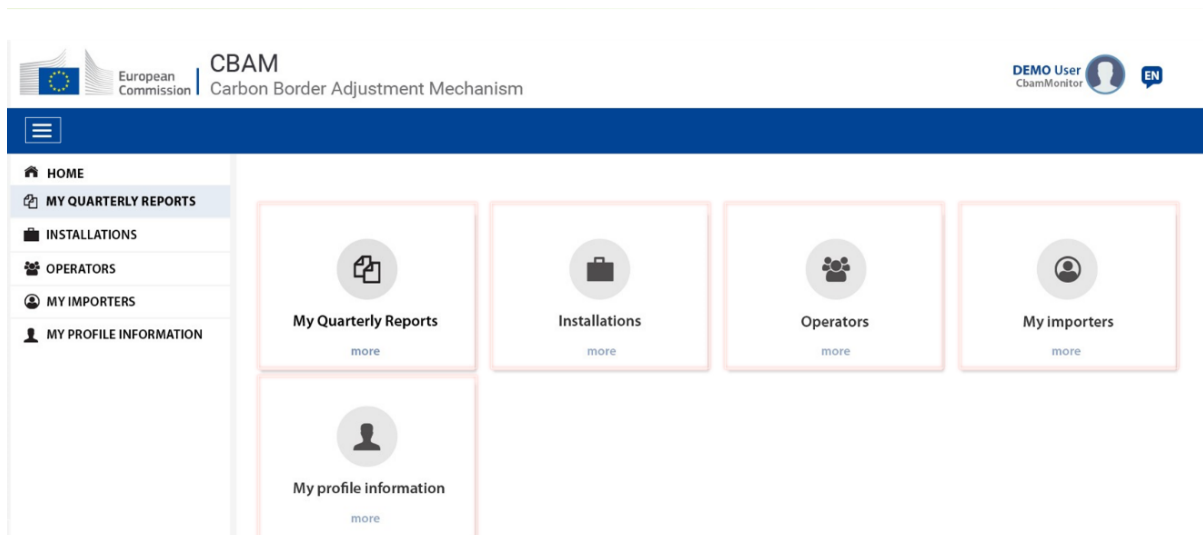 European
Commission
CBAM
Carbon Border Adjustment Mechanism
DEMO User
CbamMonitor
EN
HOME
MY QUARTERLY REPORTS
INSTALLATIONS
OPERATORS
MY IMPORTERS
MY PROFILE INFORMATION
My Quarterly Reports
more
Installations
more
Operators
more
My importers
more
My profile information
more